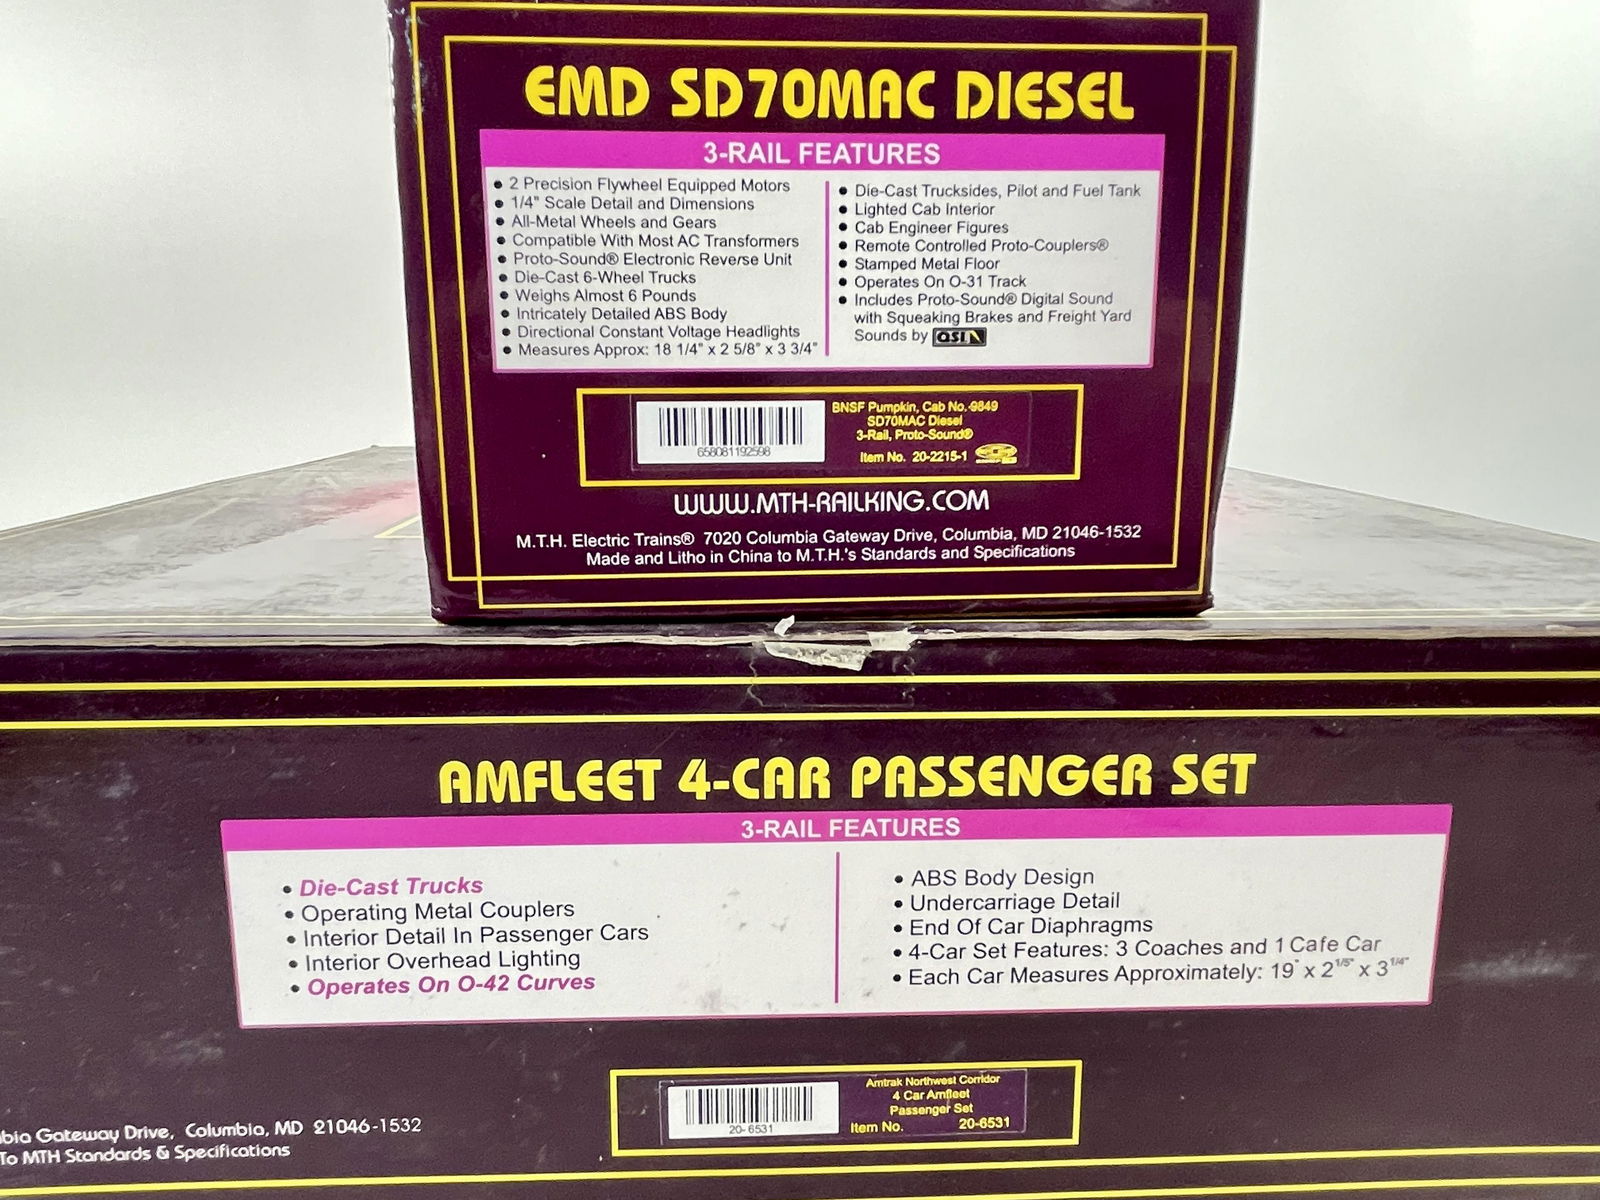 EMD SD70MAC DIESEL
3-RAIL FEATURES
• 2 Precision Flywheel Equipped Motors
• 1/4" Scale Detail and Dimensions
• All-Metal Wheels and Gears
• Compatible With Most AC Transformers
• Proto-Sound® Electronic Reverse Unit
• Die-Cast 6-Wheel Trucks
• Weighs Almost 6 Pounds
• Intricately Detailed ABS Body
• Directional Constant Voltage Headlights
• Measures Approx: 18 1/4" x 2 5/8" x 3 3/4"
• Die-Cast Trucksides, Pilot and Fuel Tank
• Lighted Cab Interior
• Cab Engineer Figures
• Remote Controlled Proto-Couplers®
• Stamped Metal Floor
• Operates On O-31 Track
• Includes Proto-Sound® Digital Sound
with Squeaking Brakes and Freight Yard
Sounds by QSI
658081192598
BNSF Pumpkin, Cab No. 9849
SD70MAC Diesel
3-Rail, Proto-Sound®
Item No. 20-2215-1
WWW.MTH-RAILKING.COM
M.T.H. Electric Trains® 7020 Columbia Gateway Drive, Columbia, MD 21046-1532
Made and Litho in China to M.T.H.'s Standards and Specifications
AMFLEET 4-CAR PASSENGER SET
3-RAIL FEATURES
• Die-Cast Trucks
• Operating Metal Couplers
• Interior Detail In Passenger Cars
• Interior Overhead Lighting
• Operates On O-42 Curves
• ABS Body Design
• Undercarriage Detail
• End Of Car Diaphragms
• 4-Car Set Features: 3 Coaches and 1 Cafe Car
• Each Car Measures Approximately: 19" x 2 1/5" x 3 1/4"
20-6531
Amtrak Northwest Corridor
4 Car Amfleet
Passenger Set
Item No. 20-6531
bia Gateway Drive, Columbia, MD 21046-1532
To MTH Standards & Specifications